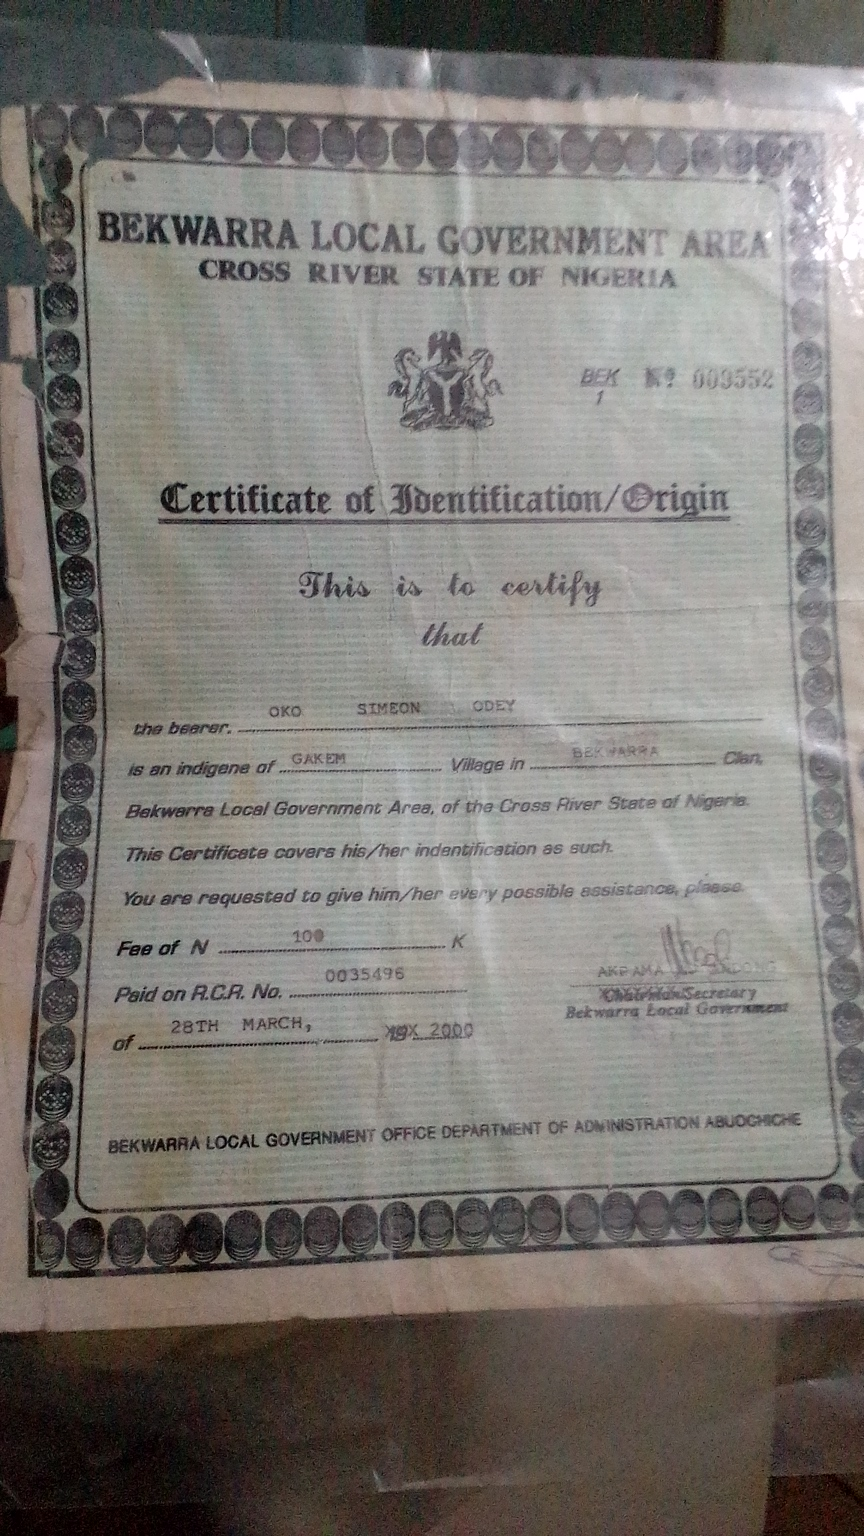 BEKWARRA LOCAL GOVERNMENT AREA
CROSS RIVER STATE OF NIGERIA
BEK Nº 003552
1
Certificate of Identification/Origin
This is to certify
that
the bearer. OKO SIMEON ODEY
is an indigene of GAKEM Village in BEKWARRA Clan,
Bekwarra Local Government Area, of the Cross River State of Nigeria.
This Certificate covers his/her indentification as such.
You are requested to give him/her every possible assistance, please.
Fee of N 100 K
Paid on R.C.R. No. 0035496
AKPAMA
Chairman/Secretary
Bekwarra Local Government
of 28TH MARCH, 2000
BEKWARRA LOCAL GOVERNMENT OFFICE DEPARTMENT OF ADMINISTRATION ABUOCHICHE